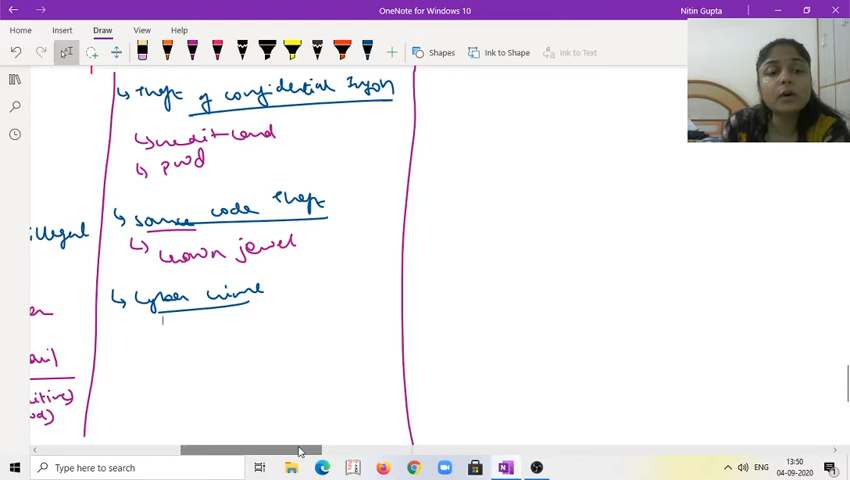 OneNote for Windows 10
Nitin Gupta
Home Insert Draw View Help
Shapes Ink to Shape Ink to Text
↳ Theft of confidential Infon
↳ credit-card
↳ pwd
↳ source code theft
↳ crown jewel
↳ cyber crime
illegal
Type here to search
ENG
13:50
04-09-2020